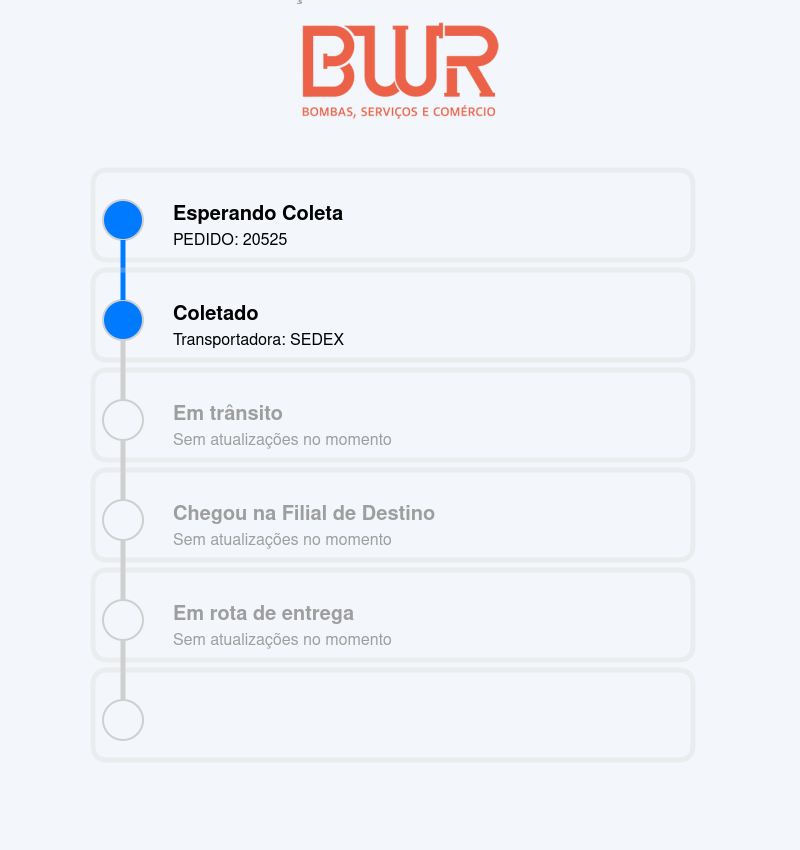 BWR
BOMBAS, SERVIÇOS E COMÉRCIO
Esperando Coleta
PEDIDO: 20525
Coletado
Transportadora: SEDEX
Em trânsito
Sem atualizações no momento
Chegou na Filial de Destino
Sem atualizações no momento
Em rota de entrega
Sem atualizações no momento